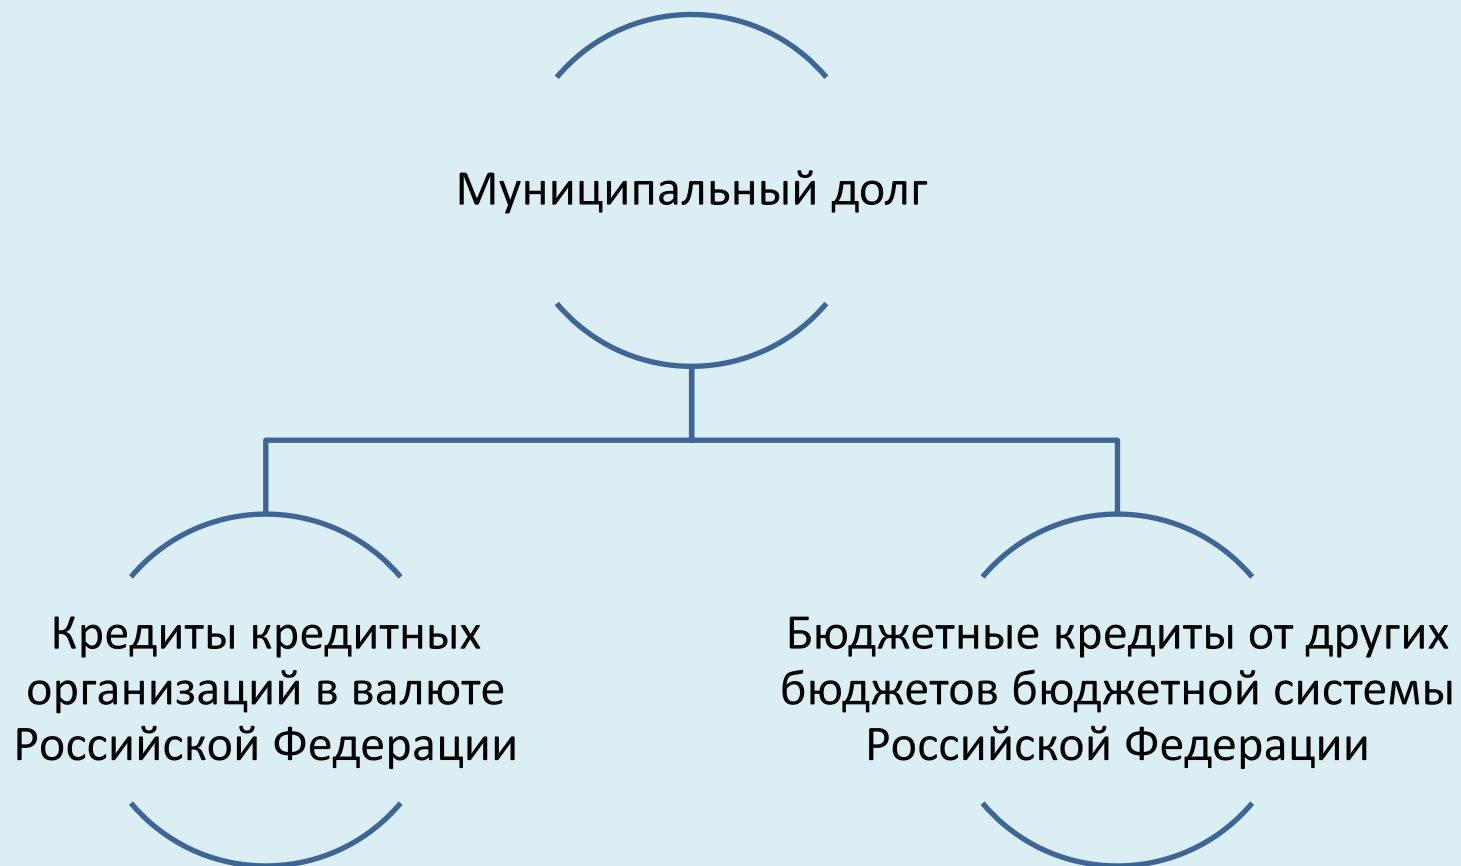 Муниципальный долг
Кредиты кредитных
организаций в валюте
Российской Федерации
Бюджетные кредиты от других
бюджетов бюджетной системы
Российской Федерации